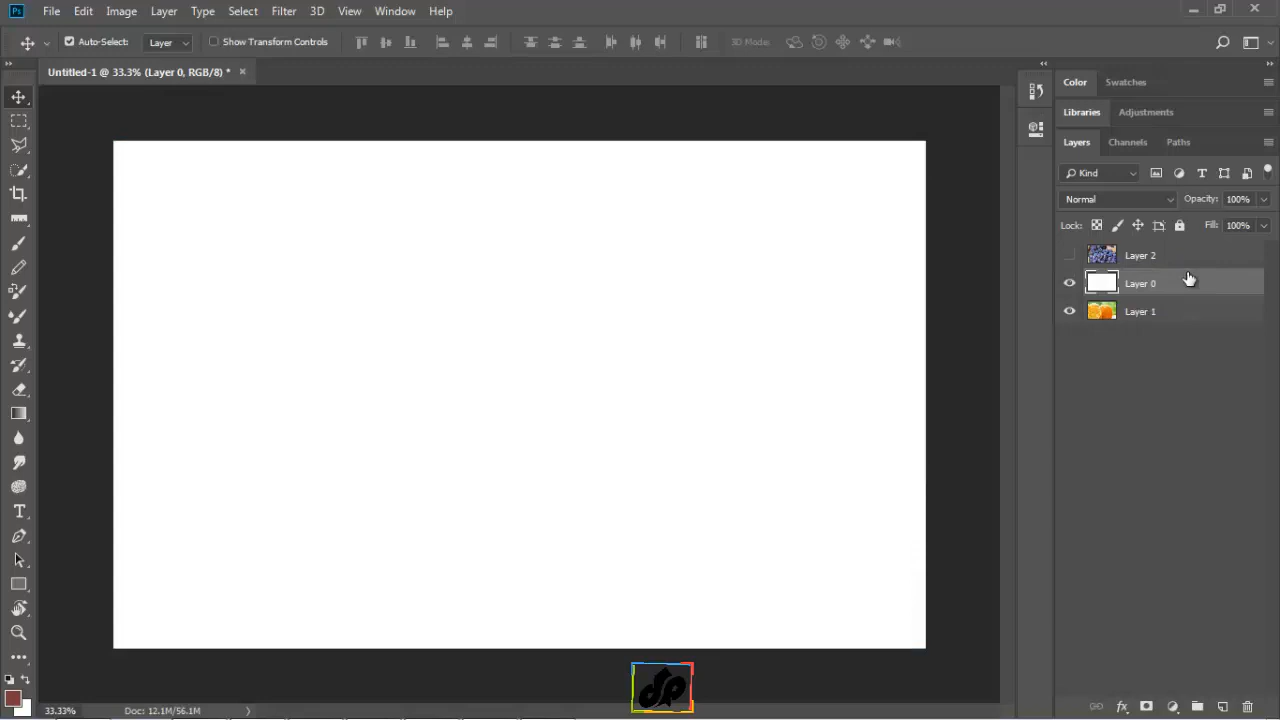 Ps File Edit Image Layer Type Select Filter 3D View Window Help
Auto-Select: Layer Show Transform Controls 3D Mode:
Untitled-1 @ 33.3% (Layer 0, RGB/8) * ×
Color Swatches
Libraries Adjustments
Layers Channels Paths
Kind
Normal Opacity: 100%
Lock: Fill: 100%
Layer 2
Layer 0
Layer 1
33.33% Doc: 12.1M/56.1M
dp